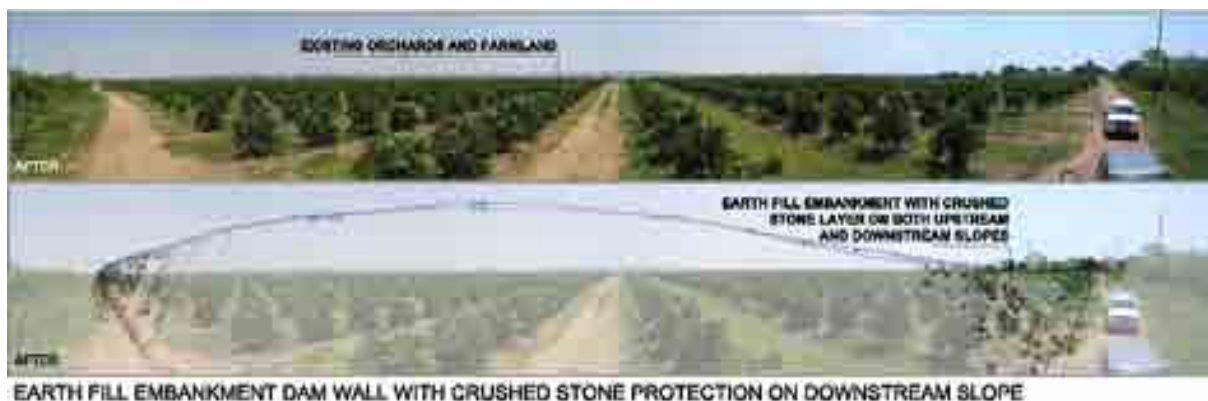 EXISTING ORCHARDS AND FARMLAND
AFTER
EARTH FILL EMBANKMENT WITH CRUSHED
STONE LAYER ON BOTH UPSTREAM
AND DOWNSTREAM SLOPES
AFTER
EARTH FILL EMBANKMENT DAM WALL WITH CRUSHED STONE PROTECTION ON DOWNSTREAM SLOPE